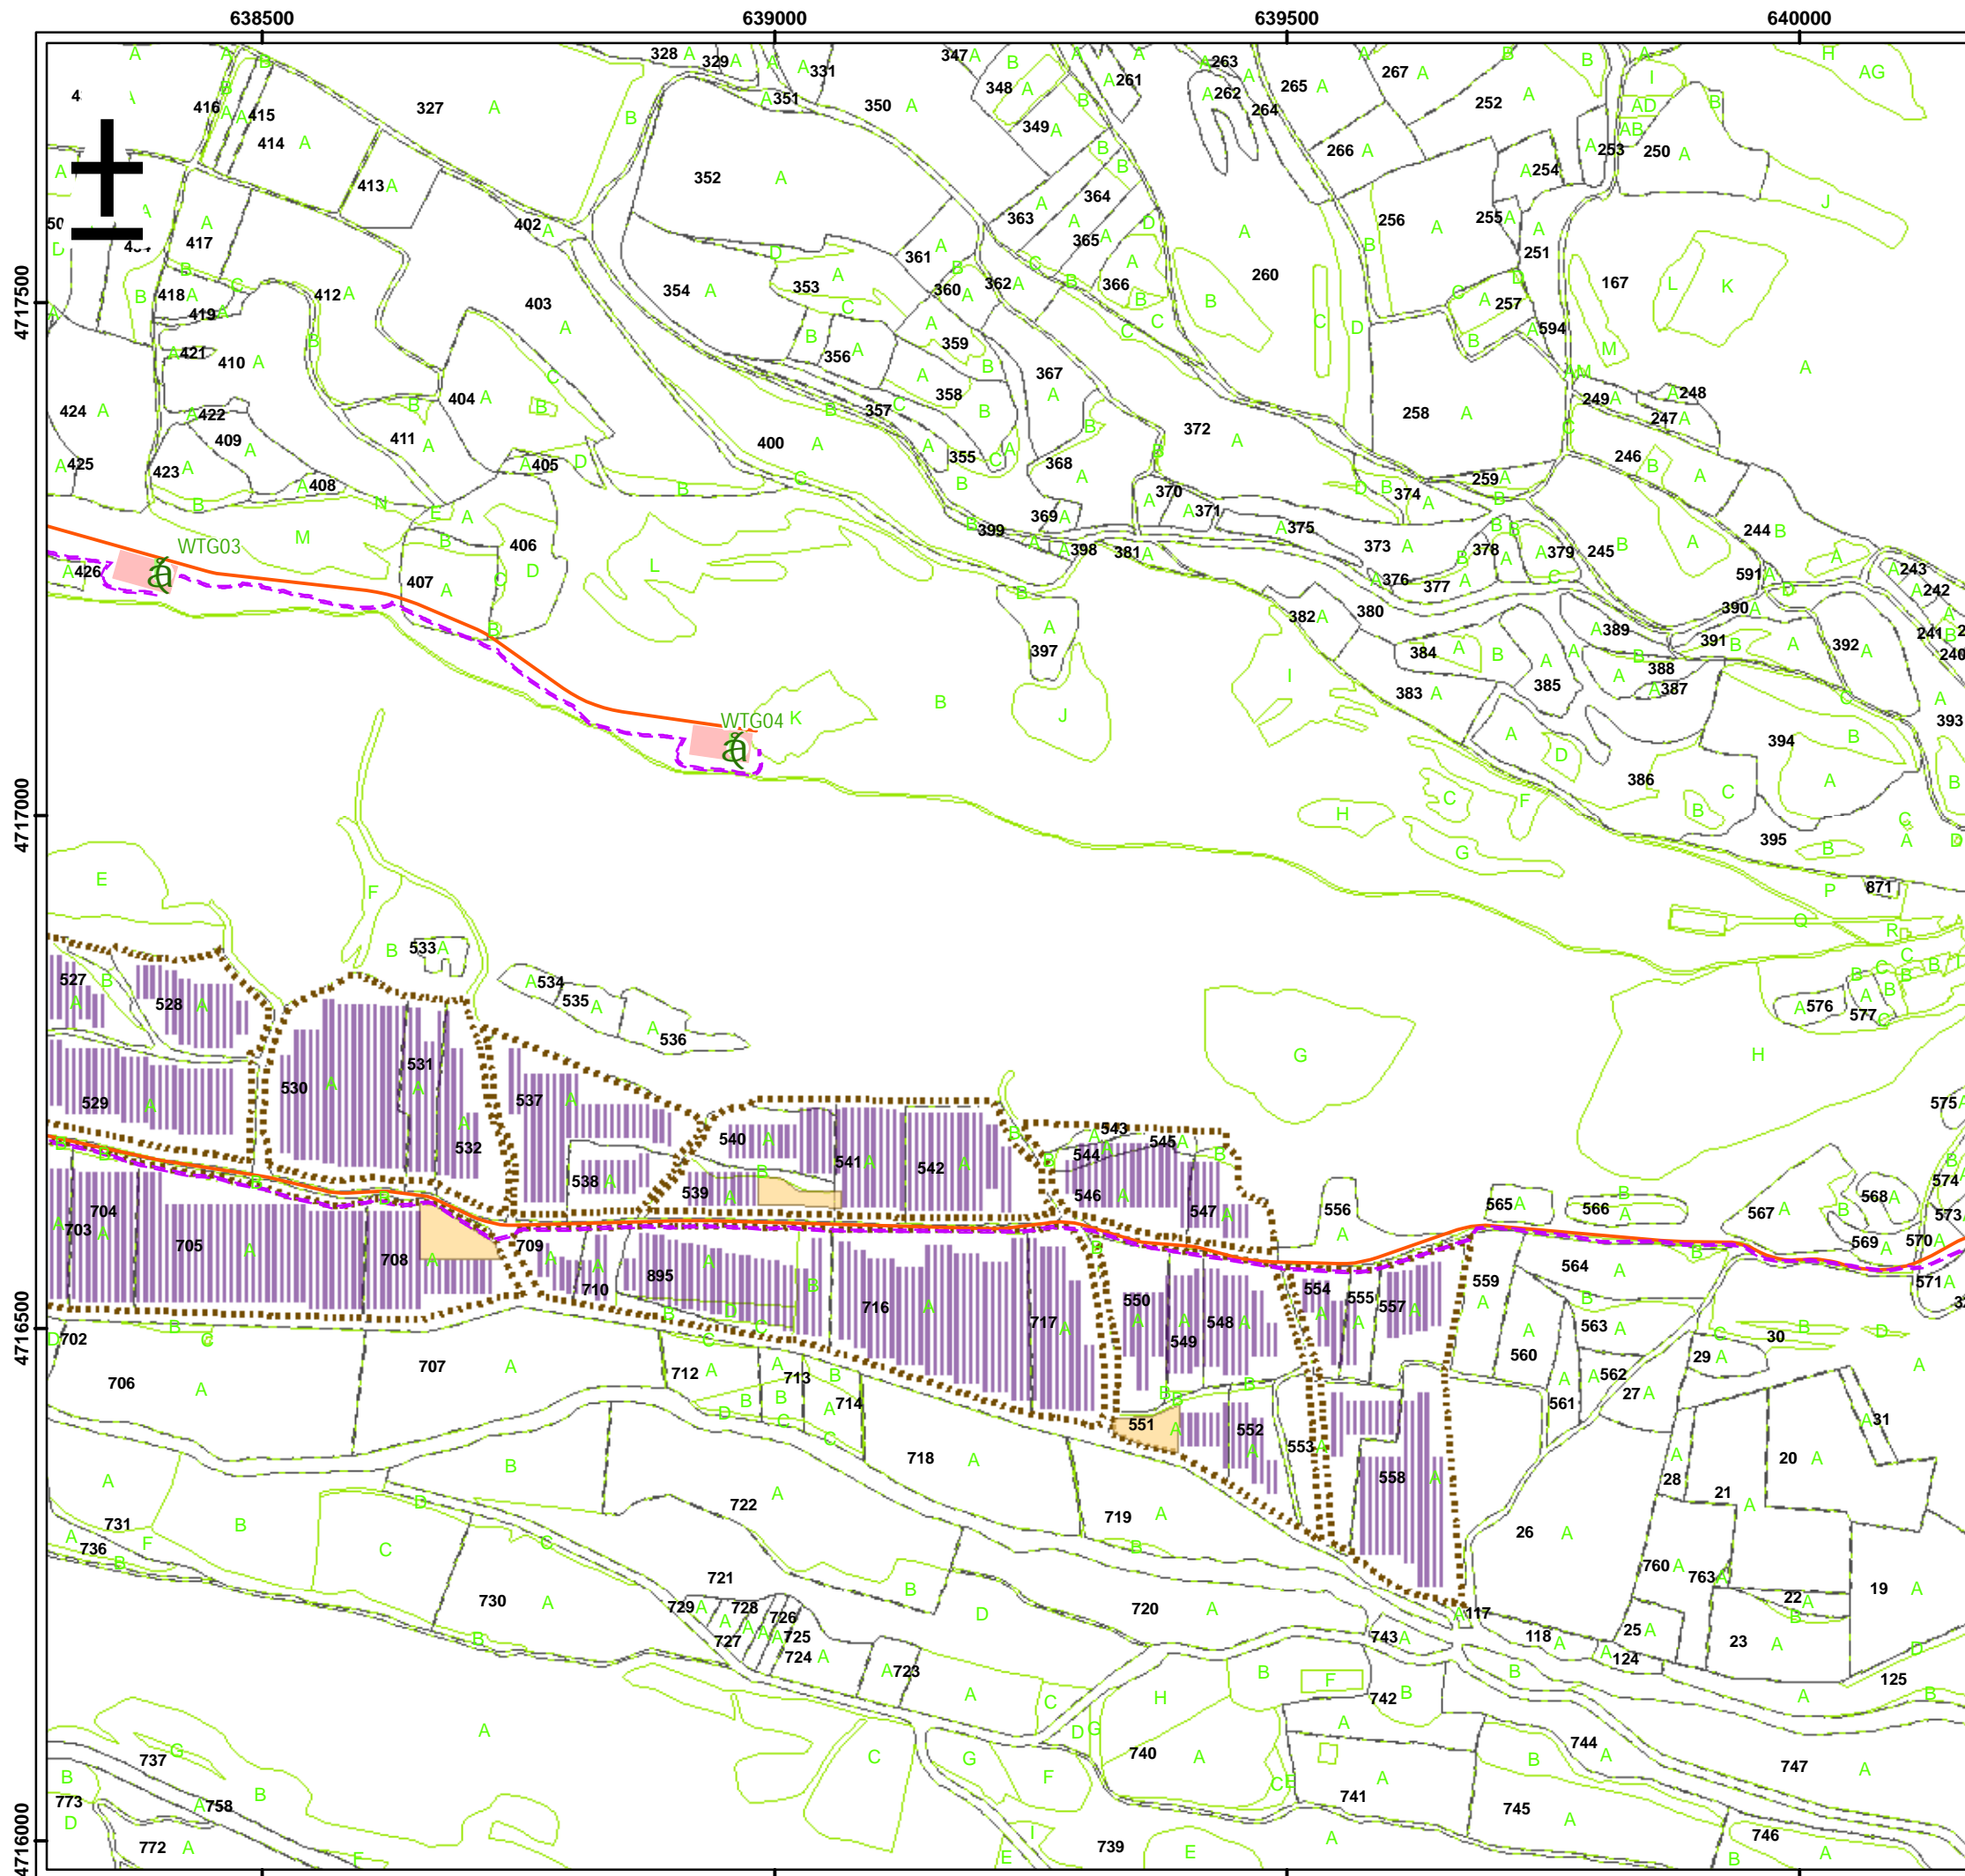 638500 639000 639500 640000
328 A 329 A A A 331 347 A B A A 263 A 265 A 267 A B B A I H AG
416 B 415 327 A B A 351 350 A 348 A 349 A B 261 A 262 264 252 A AD AB B
414 A 413 A 352 A B B 266 A A 253 A 254 250 A
417 A 402 A 363 A 364 A 365 A D 256 A 255 A A 251 J
B 418 A C 412 A 403 354 A D 353 A 361 A B 360 A 362 A C B 366 A B 260 B D 257 A C D 167 L K
4717500
419 A B A B 356 A C A 359 B C C C D B 594 A M A
421 A 410 A C 357 C A 358 B 367 A
424 A 422 A 404 A B B 411 A 400 A B 372 A 258 A AM 249 A 248 A 247 A
409 A 423 A 425 A 408 A B N 405 A D B C A 355 C A B 368 A B B 246 B A C
M E A 406 B D L B 399 369 A 370 A 371 A 375 A D B 374 A 259 A B
WTG03
426 A 407 A C B 398 A 381 A 373 A 376 A 377 A 378 A B 379 A C 245 B A 244 B A 243 A 242 A
591 A D 390 A 241 B 240
397 A 382 A 380 384 A B 385 A 389 A B 388 A 387 A 391 B A 392 A
WTG04 K B J I 383 A A D 386 C B 394 B A 393 A
4717000
H C F G 395 B C A D
E F P 871
B 533 A Q R
527 A B 528 A 534 A 535 A A 536 576 A 577 A B C
530 A 531 A G H
529 A 532 A 537 A 575 A
540 A B 541 A 542 A B 543 A 544 A 545 A B
538 A 539 A 546 A 547 A 556 A 565 A 566 A B 567 A B 568 A 569 A 570 A 573 574
704 A 703 A 705 A 708 A 709 A 710 A 895 A B 716 A 717 A B 571 A
550 A 549 A 548 A 554 A 555 A 557 A 559 A 564 A B 563 A
4716500
702 D B C 706 A 707 A B D C 712 A A 713 B 714 A 560 A 561 A 562 A 29 A 30 B D A
27 A 31 A
551 A 552 A 553 A B D B C C 718 A 558 A 28 A 21 A 20 A
A B 731 B 722 A 719 A B 26 A
736 A F B C D C 721 B 760 A 763 A 22 A 19 A
730 A B 729 A 728 727 726 725 724 A 723 A D 720 A 743 A A 117 118 A 124 A 25 A 23 A B D 125
A C D G H B F 742 B A B A B
737 G B A C G F 740 A C E A 741 744 A B 747 A
773 B D 758 A 745 A
4716000
772 A F I E 739 E A 746 A B